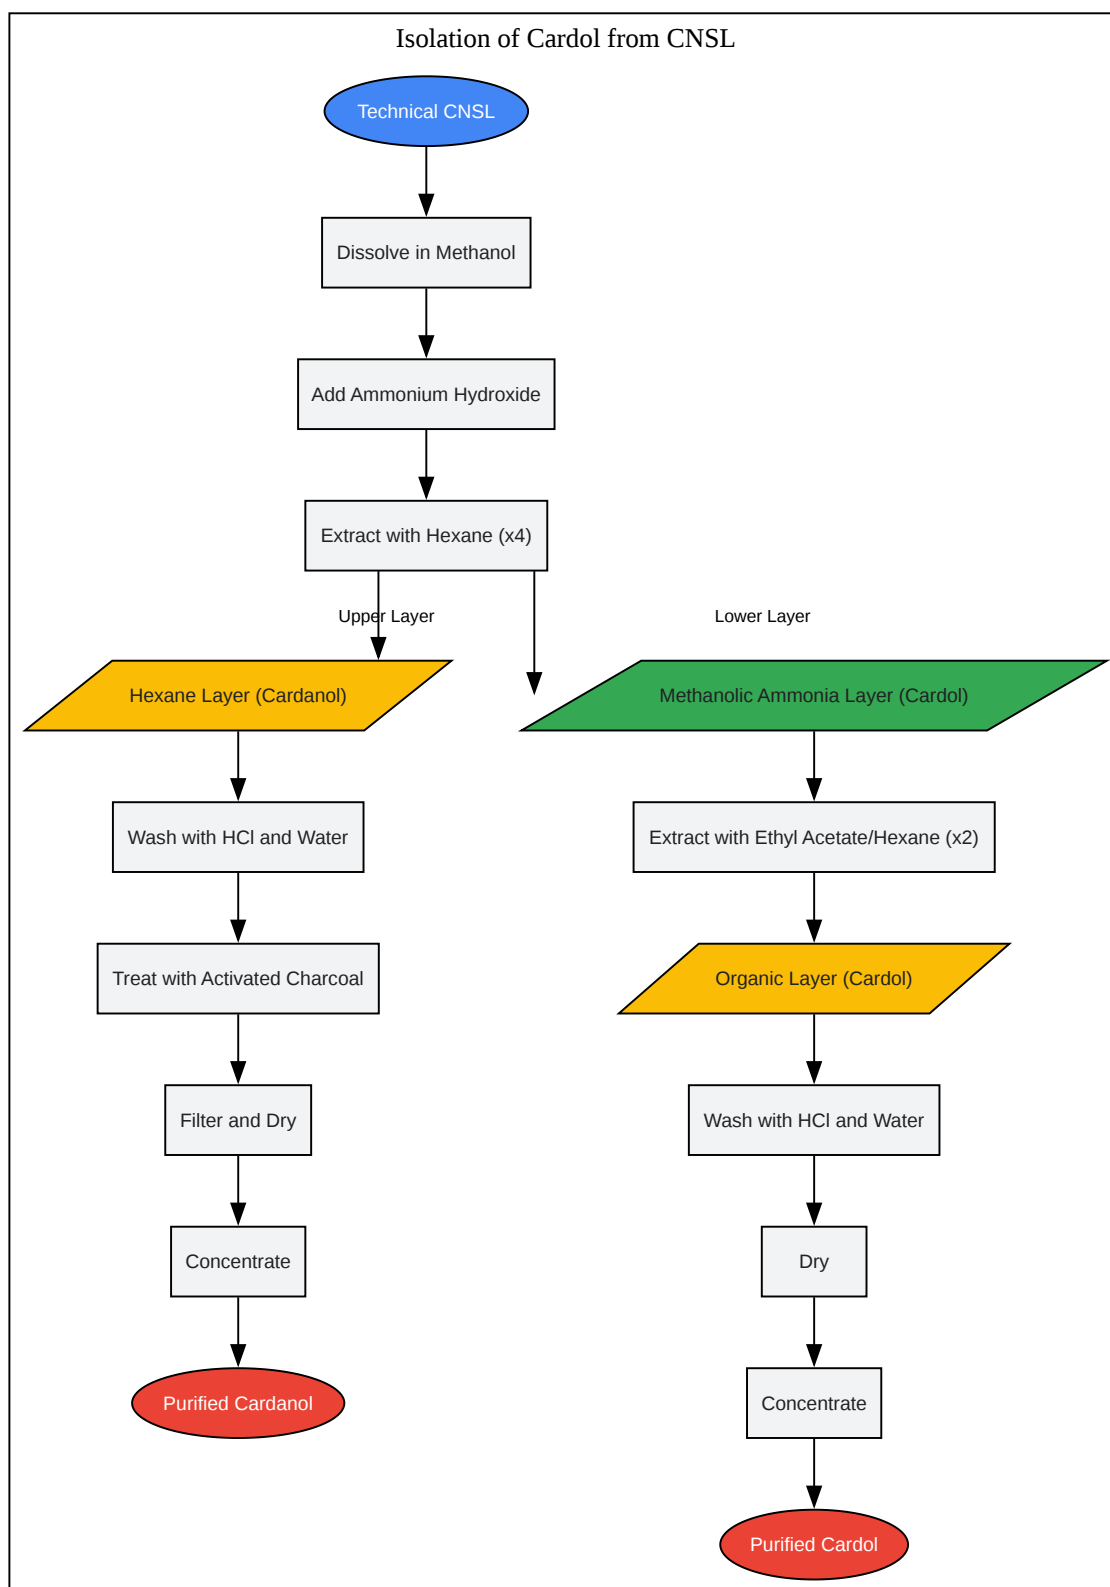 Isolation of Cardol from CNSL
Technical CNSL
Dissolve in Methanol
Add Ammonium Hydroxide
Extract with Hexane (x4)
Upper Layer
Lower Layer
Hexane Layer (Cardanol)
Methanolic Ammonia Layer (Cardol)
Wash with HCl and Water
Extract with Ethyl Acetate/Hexane (x2)
Treat with Activated Charcoal
Organic Layer (Cardol)
Filter and Dry
Wash with HCl and Water
Concentrate
Dry
Purified Cardanol
Concentrate
Purified Cardol